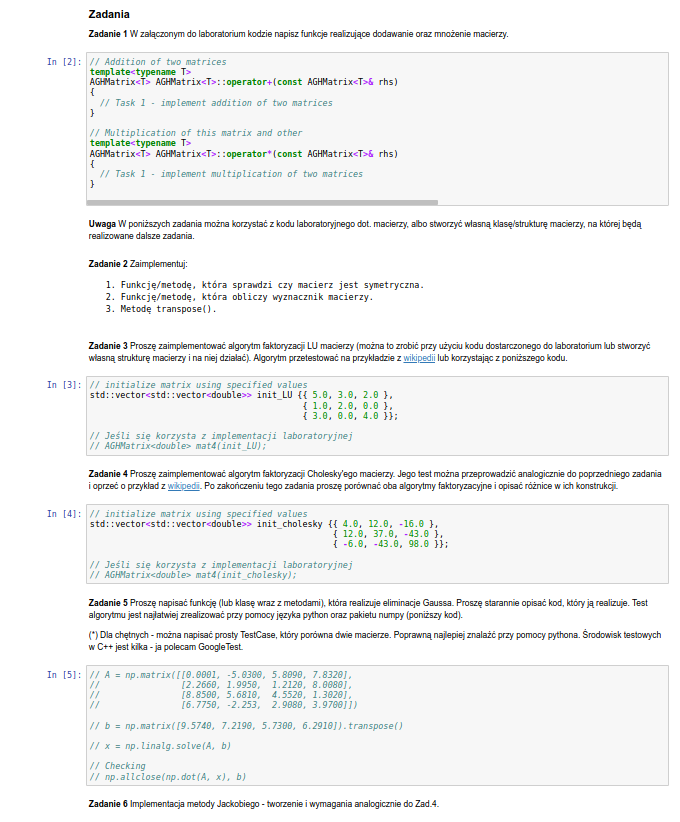 Zadania
Zadanie 1 W załączonym do laboratorium kodzie napisz funkcje realizujące dodawanie oraz mnożenie macierzy.
In [2]: // Addition of two matrices
template<typename T>
AGHMatrix<T> AGHMatrix<T>::operator+(const AGHMatrix<T>& rhs)
{
// Task 1 - implement addition of two matrices
}
// Multiplication of this matrix and other
template<typename T>
AGHMatrix<T> AGHMatrix<T>::operator*(const AGHMatrix<T>& rhs)
{
// Task 1 - implement multiplication of two matrices
}
Uwaga W poniższych zadania można korzystać z kodu laboratoryjnego dot. macierzy, albo stworzyć własną klasę/strukturę macierzy, na której będą
realizowane dalsze zadania.
Zadanie 2 Zaimplementuj:
1. Funkcję/metodę, która sprawdzi czy macierz jest symetryczna.
2. Funkcję/metodę, która obliczy wyznacznik macierzy.
3. Metodę transpose().
Zadanie 3 Proszę zaimplementować algorytm faktoryzacji LU macierzy (można to zrobić przy użyciu kodu dostarczonego do laboratorium lub stworzyć
własną strukturę macierzy i na niej działać). Algorytm przetestować na przykładzie z wikipedii lub korzystając z poniższego kodu.
In [3]: // initialize matrix using specified values
std::vector<std::vector<double>> init_LU {{ 5.0, 3.0, 2.0 },
{ 1.0, 2.0, 0.0 },
{ 3.0, 0.0, 4.0 }};
// Jeśli się korzysta z implementacji laboratoryjnej
// AGHMatrix<double> mat4(init_LU);
Zadanie 4 Proszę zaimplementować algorytm faktoryzacji Cholesky'ego macierzy. Jego test można przeprowadzić analogicznie do poprzedniego zadania
i oprzeć o przykład z wikipedii. Po zakończeniu tego zadania proszę porównać oba algorytmy faktoryzacyjne i opisać różnice w ich konstrukcji.
In [4]: // initialize matrix using specified values
std::vector<std::vector<double>> init_cholesky {{ 4.0, 12.0, -16.0 },
{ 12.0, 37.0, -43.0 },
{ -6.0, -43.0, 98.0 }};
// Jeśli się korzysta z implementacji laboratoryjnej
// AGHMatrix<double> mat4(init_cholesky);
Zadanie 5 Proszę napisać funkcję (lub klasę wraz z metodami), która realizuje eliminacje Gaussa. Proszę starannie opisać kod, który ją realizuje. Test
algorytmu jest najłatwiej zrealizować przy pomocy języka python oraz pakietu numpy (poniższy kod).
(*) Dla chętnych - można napisać prosty TestCase, który porówna dwie macierze. Poprawną najlepiej znalaźć przy pomocy pythona. Środowisk testowych
w C++ jest kilka - ja polecam GoogleTest.
In [5]: // A = np.matrix([[0.0001, -5.0300, 5.8090, 7.8320],
// [2.2660, 1.9950, 1.2120, 8.0080],
// [8.8500, 5.6810, 4.5520, 1.3020],
// [6.7750, -2.253, 2.9080, 3.9700]])
// b = np.matrix([9.5740, 7.2190, 5.7300, 6.2910]).transpose()
// x = np.linalg.solve(A, b)
// Checking
// np.allclose(np.dot(A, x), b)
Zadanie 6 Implementacja metody Jackobiego - tworzenie i wymagania analogicznie do Zad.4.